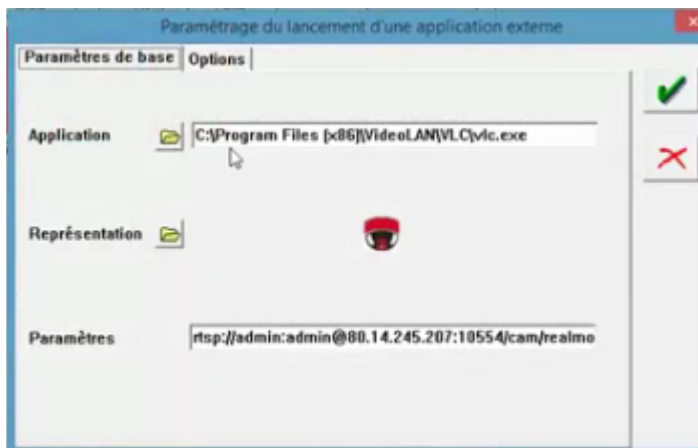 Paramétrage du lancement d'une application externe
Paramètres de base
Options
Application
C:\Program Files (x86)\VideoLAN\VLC\vlc.exe
Représentation
Paramètres
rtsp://admin:admin@80.14.245.207:10554/cam/realmo